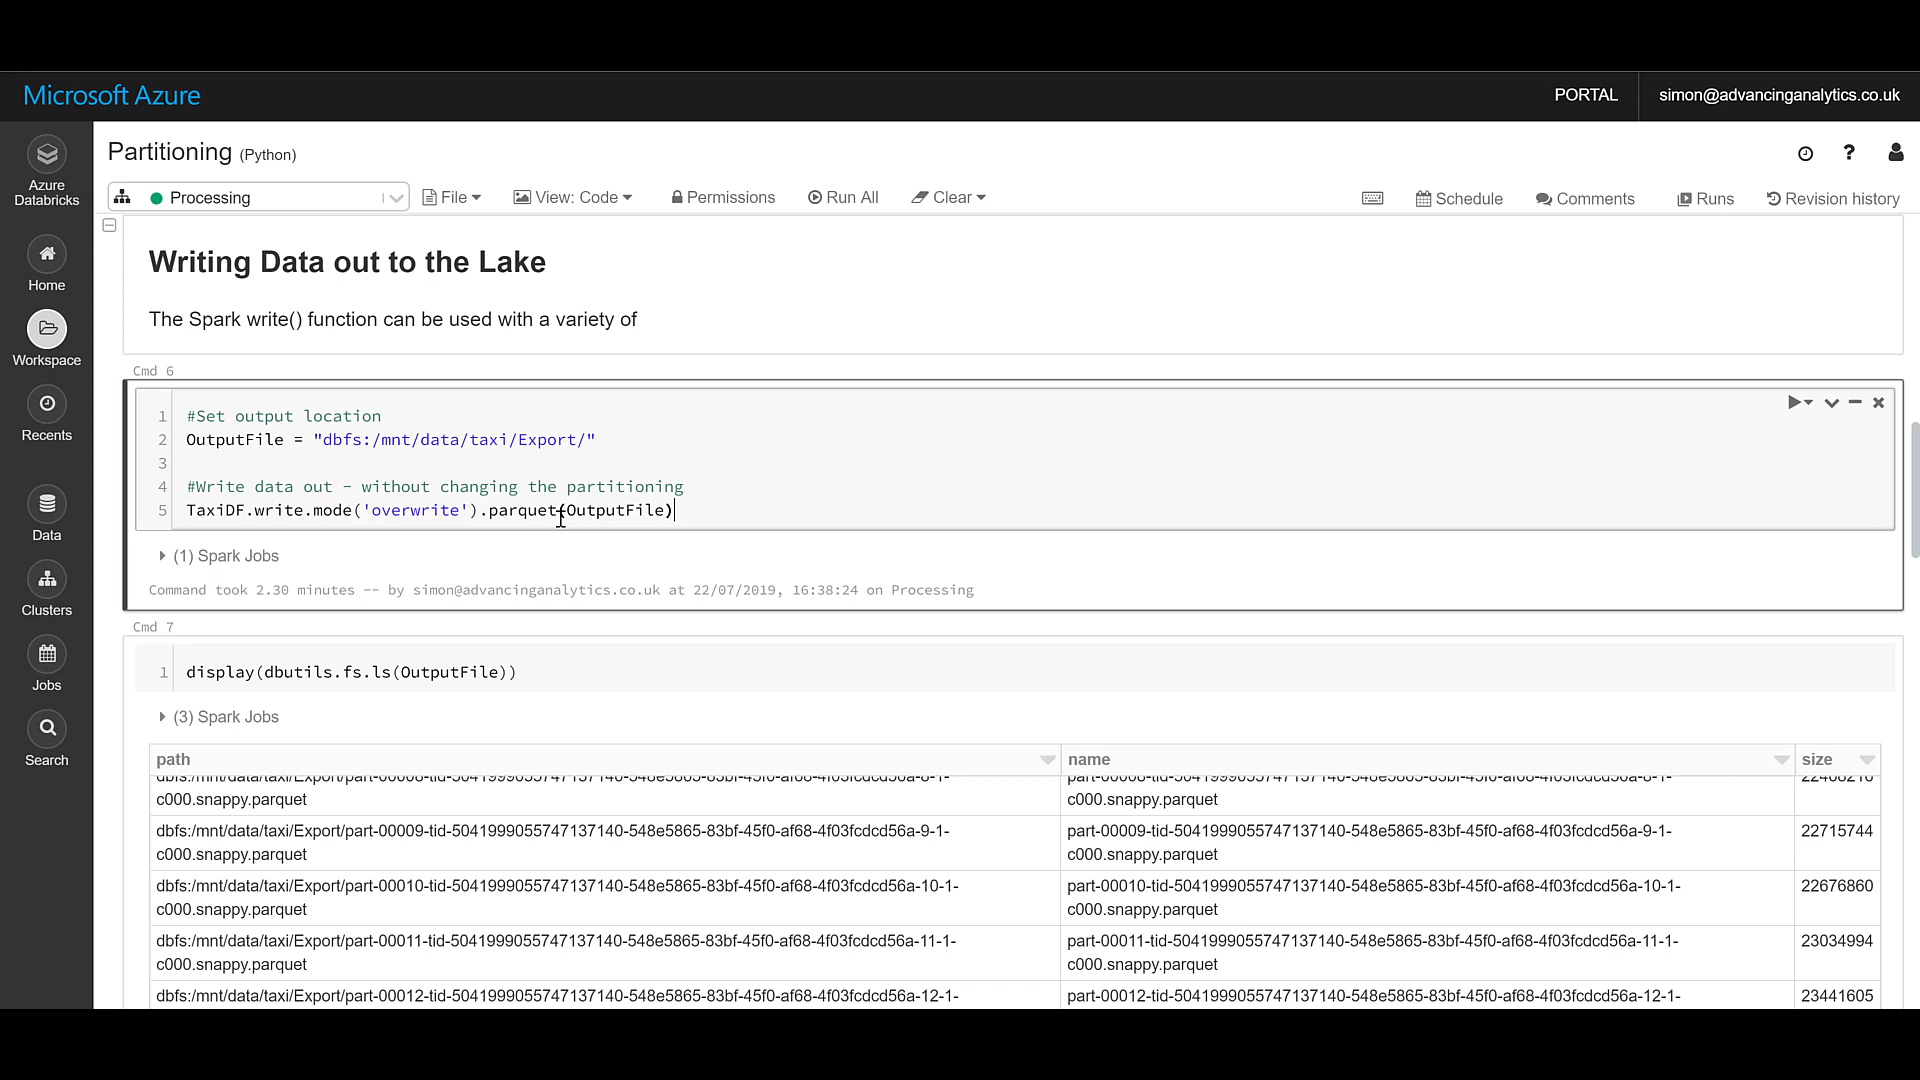 Microsoft Azure
PORTAL
simon@advancinganalytics.co.uk
Azure
Databricks
Home
Workspace
Recents
Data
Clusters
Jobs
Search
Partitioning (Python)
Processing
File
View: Code
Permissions
Run All
Clear
Schedule
Comments
Runs
Revision history
Writing Data out to the Lake
The Spark write() function can be used with a variety of
Cmd 6
1 #Set output location
2 OutputFile = "dbfs:/mnt/data/taxi/Export/"
3
4 #Write data out - without changing the partitioning
5 TaxiDF.write.mode('overwrite').parquet(OutputFile)
(1) Spark Jobs
Command took 2.30 minutes -- by simon@advancinganalytics.co.uk at 22/07/2019, 16:38:24 on Processing
Cmd 7
1 display(dbutils.fs.ls(OutputFile))
(3) Spark Jobs
path name size
c000.snappy.parquet c000.snappy.parquet
dbfs:/mnt/data/taxi/Export/part-00009-tid-5041999055747137140-548e5865-83bf-45f0-af68-4f03fcdcd56a-9-1- part-00009-tid-5041999055747137140-548e5865-83bf-45f0-af68-4f03fcdcd56a-9-1- 22715744
c000.snappy.parquet c000.snappy.parquet
dbfs:/mnt/data/taxi/Export/part-00010-tid-5041999055747137140-548e5865-83bf-45f0-af68-4f03fcdcd56a-10-1- part-00010-tid-5041999055747137140-548e5865-83bf-45f0-af68-4f03fcdcd56a-10-1- 22676860
c000.snappy.parquet c000.snappy.parquet
dbfs:/mnt/data/taxi/Export/part-00011-tid-5041999055747137140-548e5865-83bf-45f0-af68-4f03fcdcd56a-11-1- part-00011-tid-5041999055747137140-548e5865-83bf-45f0-af68-4f03fcdcd56a-11-1- 23034994
c000.snappy.parquet c000.snappy.parquet
dbfs:/mnt/data/taxi/Export/part-00012-tid-5041999055747137140-548e5865-83bf-45f0-af68-4f03fcdcd56a-12-1- part-00012-tid-5041999055747137140-548e5865-83bf-45f0-af68-4f03fcdcd56a-12-1- 23441605